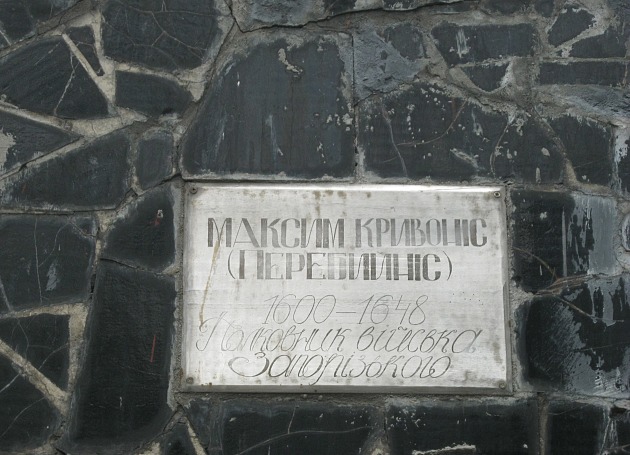 МАКСИМ КРИВОНІС
(ПЕРЕБИЙНІС)
1600–1648
Полковник війська
Запорізького